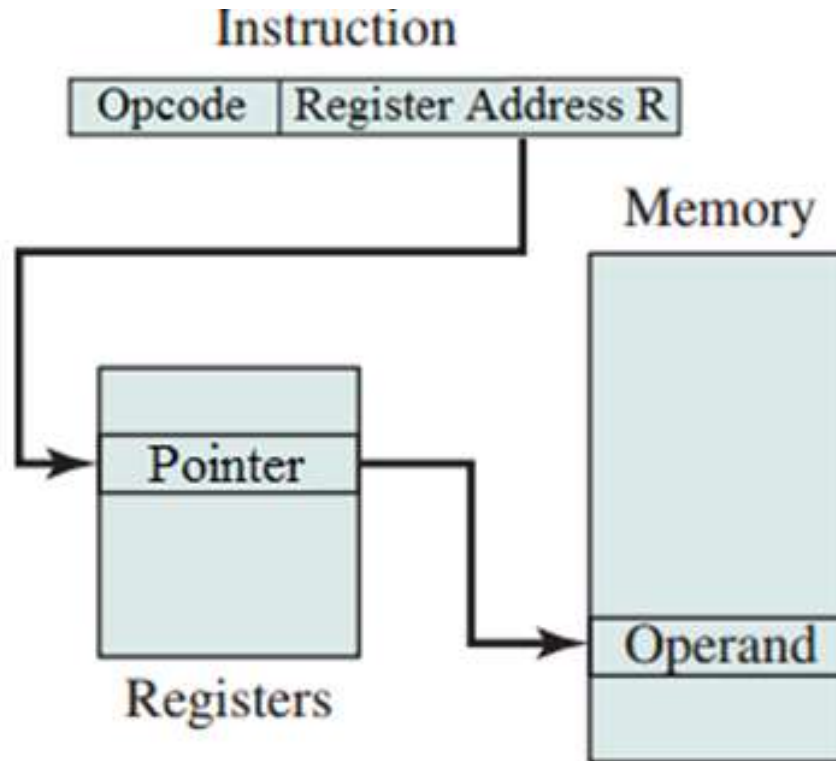 Instruction
Opcode Register Address R
Memory
Pointer
Operand
Registers